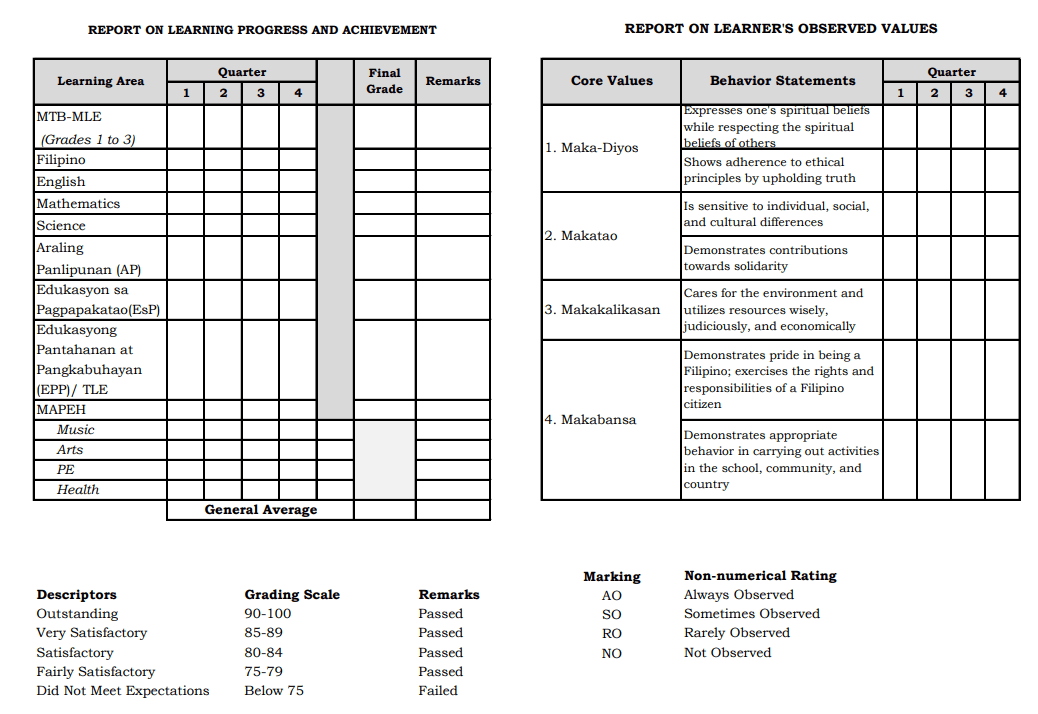 REPORT ON LEARNING PROGRESS AND ACHIEVEMENT
Learning Area
Quarter
Final
Grade
Remarks
1 2 3 4
MTB-MLE
(Grades 1 to 3)
Filipino
English
Mathematics
Science
Araling
Panlipunan (AP)
Edukasyon sa
Pagpapakatao(EsP)
Edukasyong
Pantahanan at
Pangkabuhayan
(EPP)/ TLE
MAPEH
Music
Arts
PE
Health
General Average
Descriptors Grading Scale Remarks
Outstanding 90-100 Passed
Very Satisfactory 85-89 Passed
Satisfactory 80-84 Passed
Fairly Satisfactory 75-79 Passed
Did Not Meet Expectations Below 75 Failed
REPORT ON LEARNER'S OBSERVED VALUES
Core Values
Behavior Statements
Quarter
1 2 3 4
1. Maka-Diyos
Expresses one's spiritual beliefs
while respecting the spiritual
beliefs of others
Shows adherence to ethical
principles by upholding truth
2. Makatao
Is sensitive to individual, social,
and cultural differences
Demonstrates contributions
towards solidarity
3. Makakalikasan
Cares for the environment and
utilizes resources wisely,
judiciously, and economically
4. Makabansa
Demonstrates pride in being a
Filipino; exercises the rights and
responsibilities of a Filipino
citizen
Demonstrates appropriate
behavior in carrying out activities
in the school, community, and
country
Marking Non-numerical Rating
AO Always Observed
SO Sometimes Observed
RO Rarely Observed
NO Not Observed